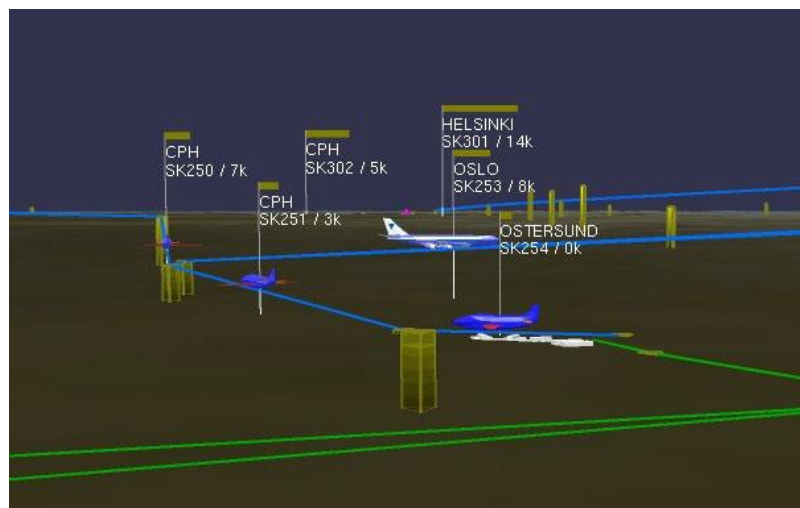 HELSINKI
SK301 / 14k
CPH
SK250 / 7k
CPH
SK302 / 5k
OSLO
SK253 / 8k
CPH
SK251 / 3k
OSTERSUND
SK254 / 0k